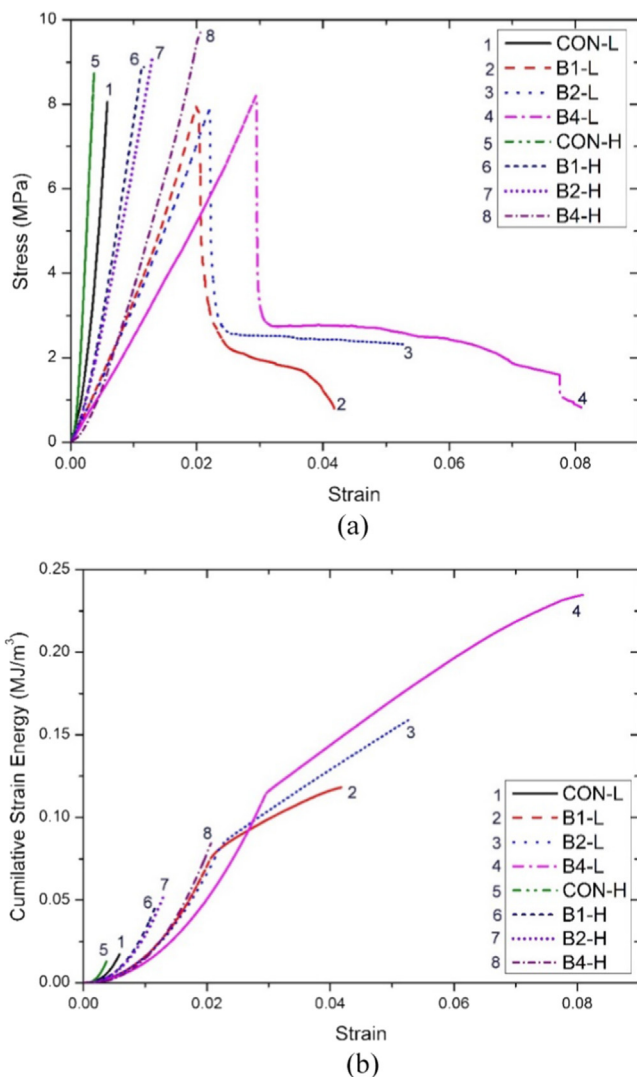 10
8
6
4
2
0
Stress (MPa)
5
1
6
7
8
3
2
4
1 CON-L
2 B1-L
3 B2-L
4 B4-L
5 CON-H
6 B1-H
7 B2-H
8 B4-H
0.00 0.02 0.04 0.06 0.08
Strain
(a)
0.25
0.20
0.15
0.10
0.05
0.00
Cumilative Strain Energy (MJ/m³)
4
3
2
8
7
6
5
1
1 CON-L
2 B1-L
3 B2-L
4 B4-L
5 CON-H
6 B1-H
7 B2-H
8 B4-H
0.00 0.02 0.04 0.06 0.08
Strain
(b)